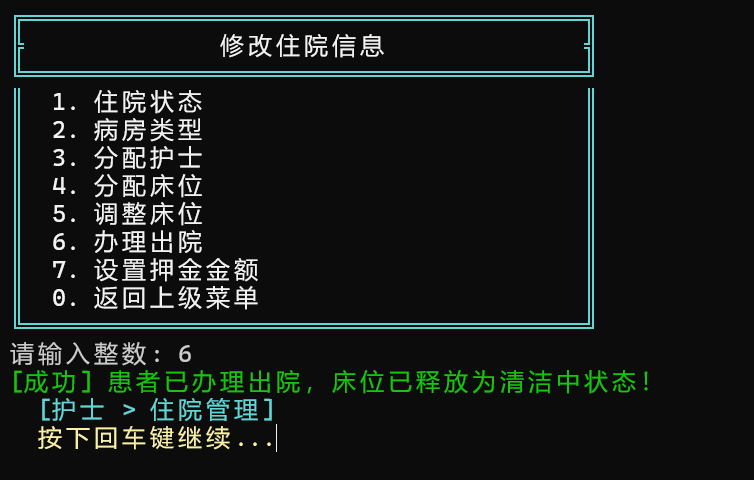 修改住院信息
1. 住院状态
2. 病房类型
3. 分配护士
4. 分配床位
5. 调整床位
6. 办理出院
7. 设置押金金额
0. 返回上级菜单
请输入整数: 6
[成功] 患者已办理出院，床位已释放为清洁中状态！
[护士 > 住院管理]
按下回车键继续...